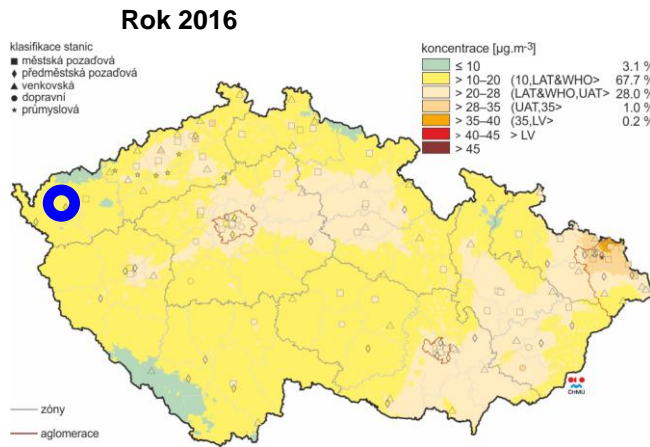 Rok 2016
klasifikace stanic
městská pozaďová
předměstská pozaďová
venkovská
dopravní
průmyslová
koncentrace [µg.m-³]
≤ 10 3.1 %
> 10–20 (10,LAT&WHO> 67.7 %
> 20–28 (LAT&WHO,UAT> 28.0 %
> 28–35 (UAT,35> 1.0 %
> 35–40 (35,LV> 0.2 %
> 40–45 > LV
> 45
ČHMÚ
zóny
aglomerace